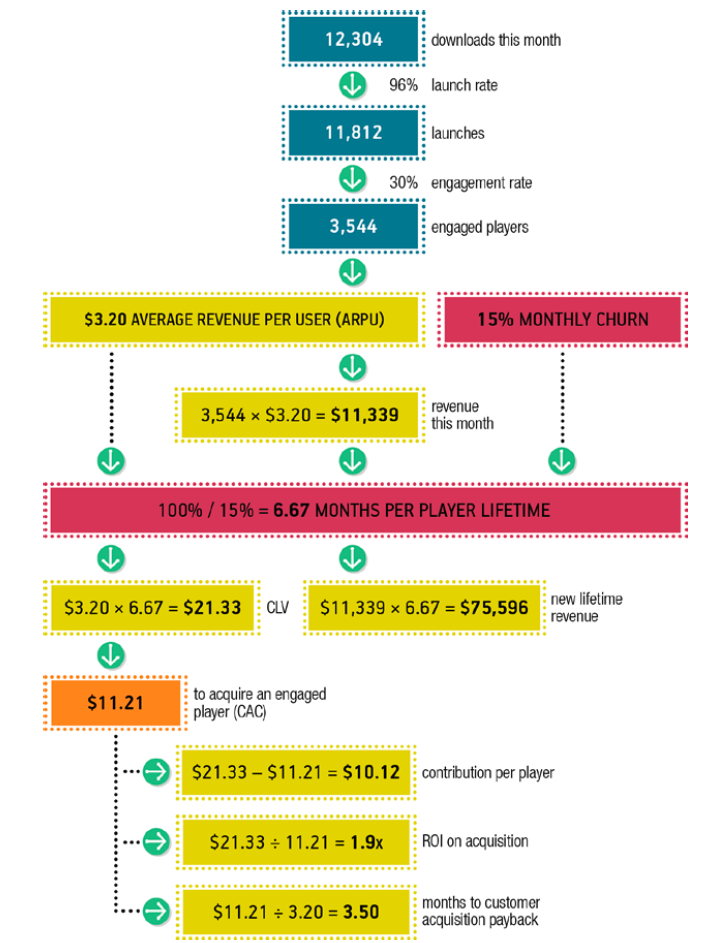 12,304
downloads this month
96% launch rate
11,812
launches
30% engagement rate
3,544
engaged players
$3.20 AVERAGE REVENUE PER USER (ARPU)
15% MONTHLY CHURN
3,544 × $3.20 = $11,339
revenue
this month
100% / 15% = 6.67 MONTHS PER PLAYER LIFETIME
$3.20 × 6.67 = $21.33
CLV
$11,339 × 6.67 = $75,596
new lifetime
revenue
$11.21
to acquire an engaged
player (CAC)
$21.33 – $11.21 = $10.12
contribution per player
$21.33 ÷ 11.21 = 1.9x
ROI on acquisition
$11.21 ÷ 3.20 = 3.50
months to customer
acquisition payback